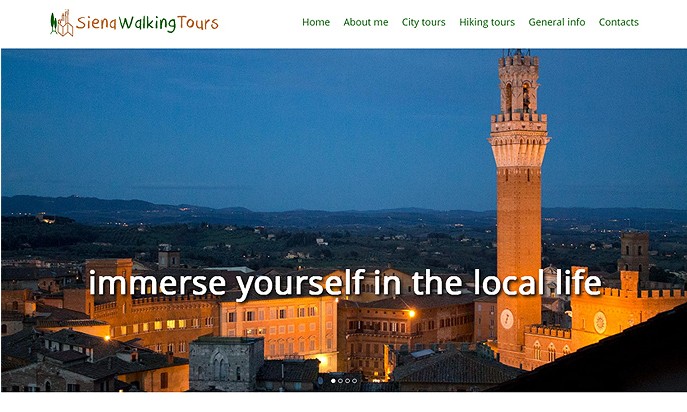 SienaWalkingTours
Home About me City tours Hiking tours General info Contacts
immerse yourself in the local life